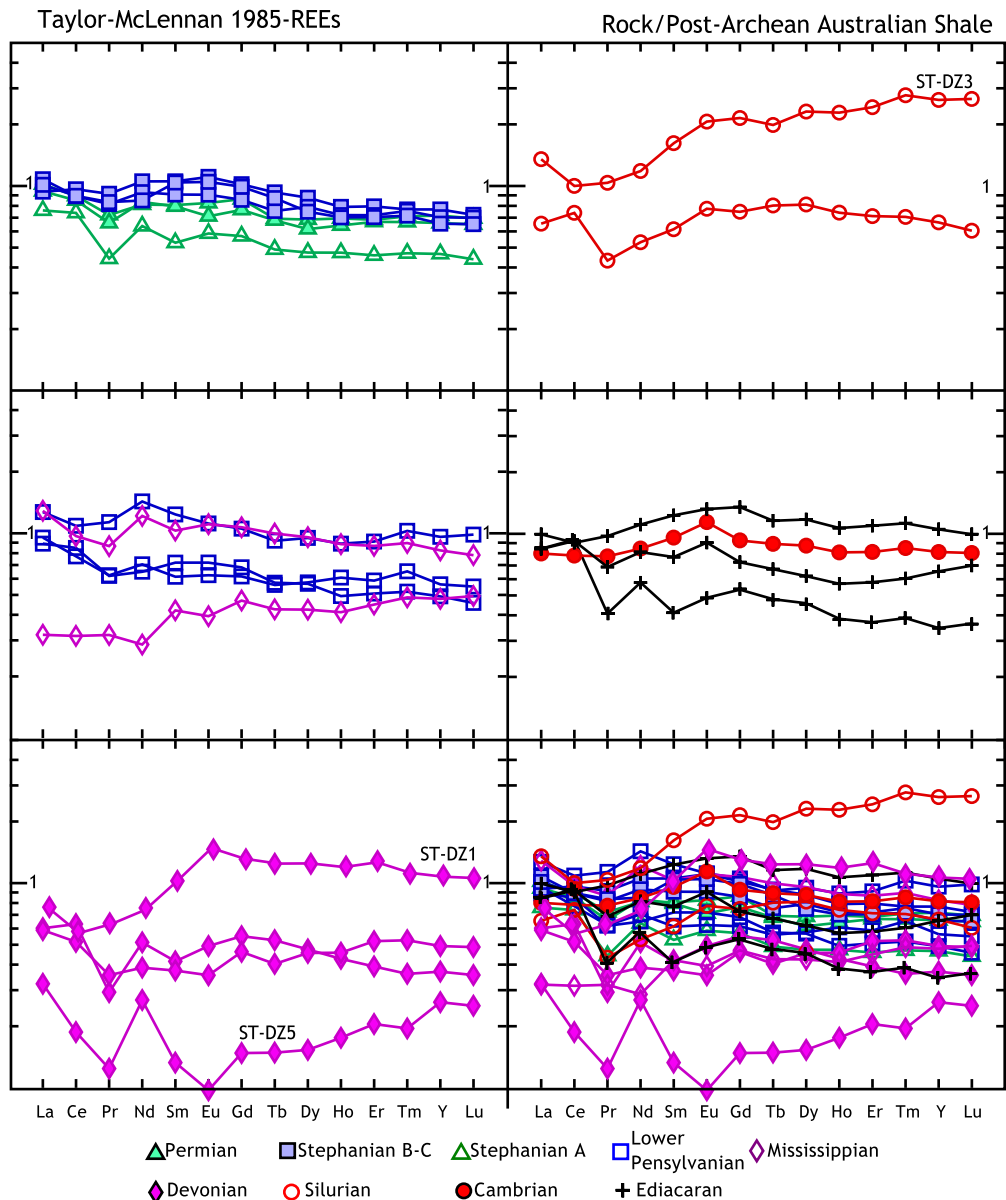 Taylor-McLennan 1985-REEs
Rock/Post-Archean Australian Shale
ST-DZ3
1
1
1
1
ST-DZ1
1
1
ST-DZ5
La Ce Pr Nd Sm Eu Gd Tb Dy Ho Er Tm Y Lu
La Ce Pr Nd Sm Eu Gd Tb Dy Ho Er Tm Y Lu
Permian
Stephanian B-C
Stephanian A
Lower
Pensylvanian
Mississippian
Devonian
Silurian
Cambrian
Ediacaran